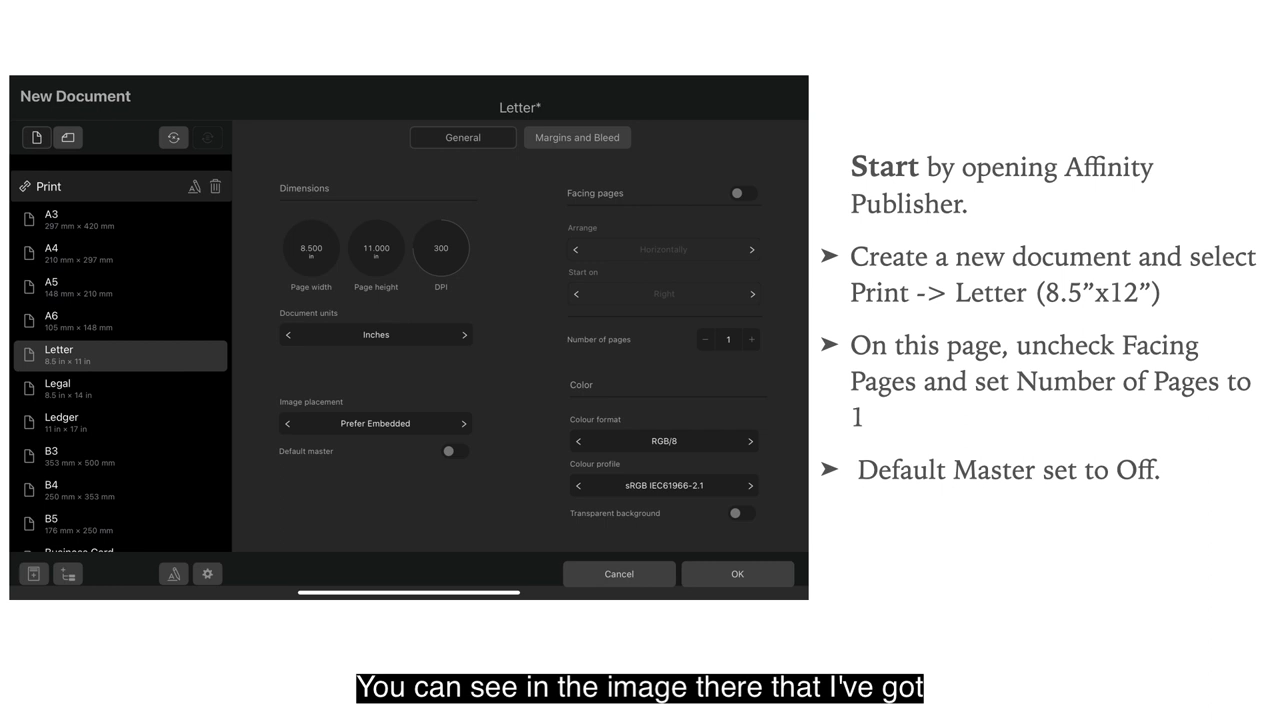 New Document
Letter*
General
Margins and Bleed
Print
A3
297 mm × 420 mm
A4
210 mm × 297 mm
A5
148 mm × 210 mm
A6
105 mm × 148 mm
Letter
8.5 in × 11 in
Legal
8.5 in × 14 in
Ledger
11 in × 17 in
B3
353 mm × 500 mm
B4
250 mm × 353 mm
B5
176 mm × 250 mm
Business Card
Dimensions
8.500
in
11.000
in
300
Page width
Page height
DPI
Document units
Inches
Image placement
Prefer Embedded
Default master
Facing pages
Arrange
Horizontally
Start on
Right
Number of pages
1
Color
Colour format
RGB/8
Colour profile
sRGB IEC61966-2.1
Transparent background
Cancel
OK
Start by opening Affinity
Publisher.
➤ Create a new document and select
Print -> Letter (8.5”x12”)
➤ On this page, uncheck Facing
Pages and set Number of Pages to
1
➤ Default Master set to Off.
You can see in the image there that I've got